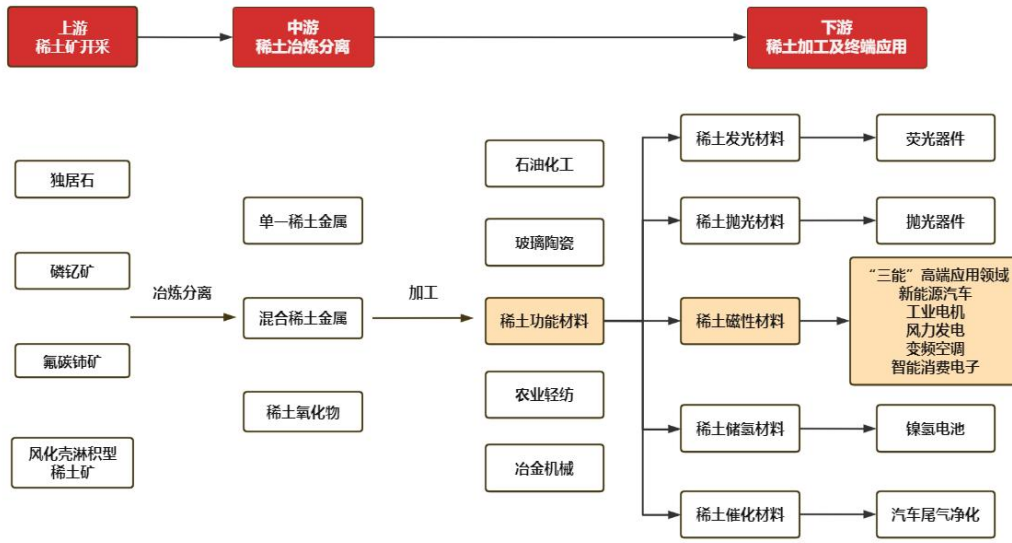 上游
稀土矿开采
中游
稀土冶炼分离
下游
稀土加工及终端应用
独居石
磷钇矿
氟碳铈矿
风化壳淋积型
稀土矿
冶炼分离
单一稀土金属
混合稀土金属
稀土氧化物
加工
石油化工
玻璃陶瓷
稀土功能材料
农业轻纺
冶金机械
稀土发光材料
荧光器件
稀土抛光材料
抛光器件
稀土磁性材料
“三能”高端应用领域
新能源汽车
工业电机
风力发电
变频空调
智能消费电子
稀土储氢材料
镍氢电池
稀土催化材料
汽车尾气净化